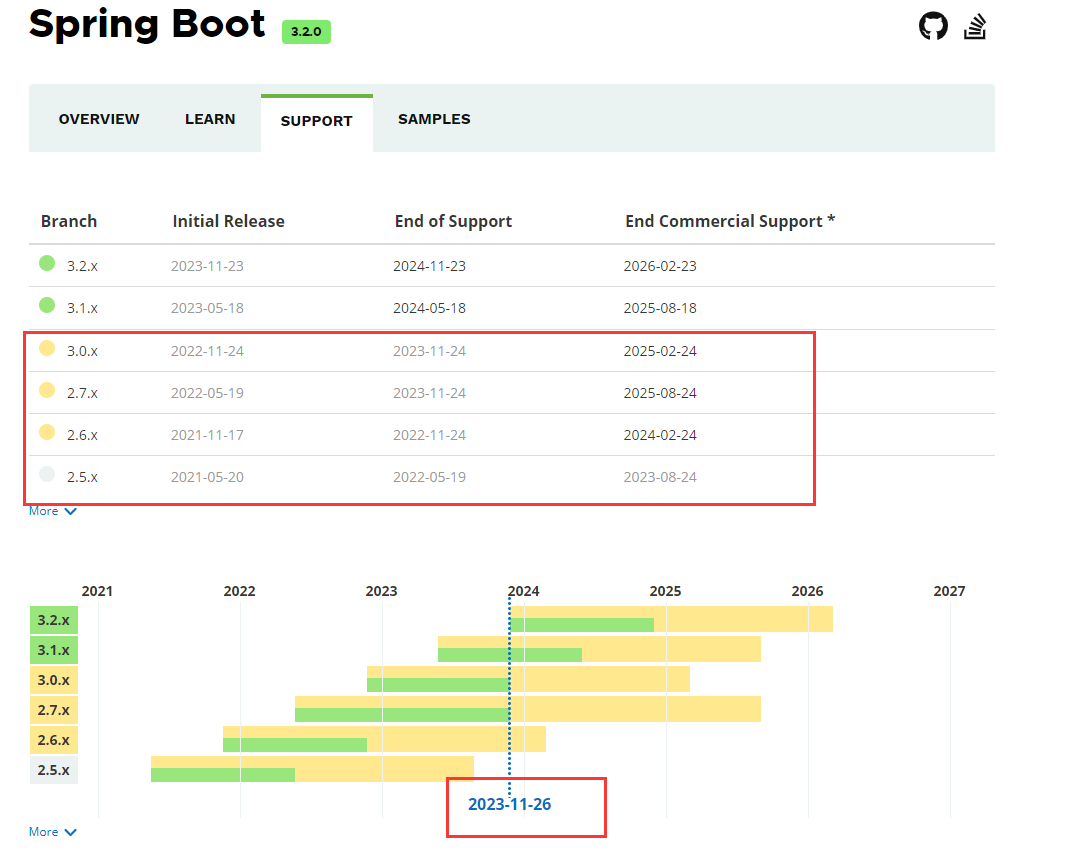 Spring Boot 3.2.0
OVERVIEW LEARN SUPPORT SAMPLES
Branch Initial Release End of Support End Commercial Support *
3.2.x 2023-11-23 2024-11-23 2026-02-23
3.1.x 2023-05-18 2024-05-18 2025-08-18
3.0.x 2022-11-24 2023-11-24 2025-02-24
2.7.x 2022-05-19 2023-11-24 2025-08-24
2.6.x 2021-11-17 2022-11-24 2024-02-24
2.5.x 2021-05-20 2022-05-19 2023-08-24
More
2021 2022 2023 2024 2025 2026 2027
3.2.x
3.1.x
3.0.x
2.7.x
2.6.x
2.5.x
2023-11-26
More